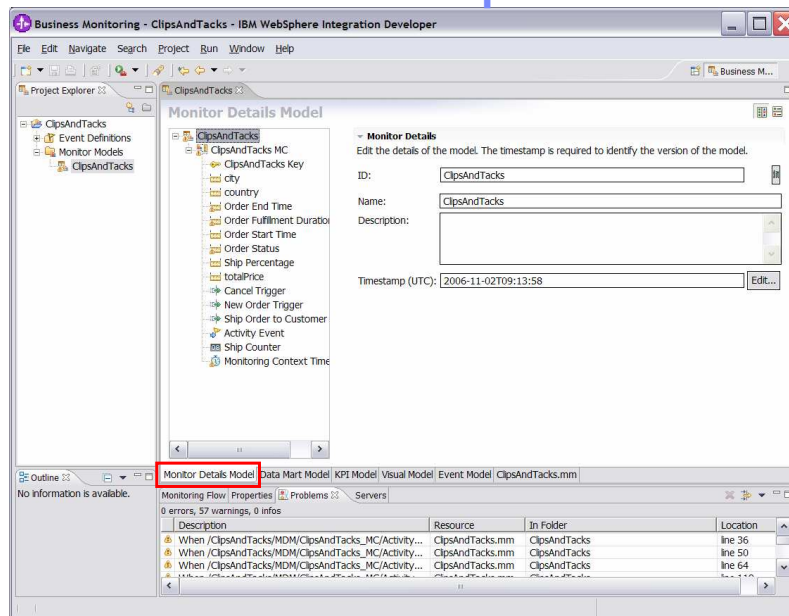 Business Monitoring - ClipsAndTacks - IBM WebSphere Integration Developer
File Edit Navigate Search Project Run Window Help
Business M...
Project Explorer
ClipsAndTacks
Event Definitions
Monitor Models
ClipsAndTacks
ClipsAndTacks
Monitor Details Model
ClipsAndTacks
ClipsAndTacks MC
ClipsAndTacks Key
city
country
Order End Time
Order Fulfillment Duration
Order Start Time
Order Status
Ship Percentage
totalPrice
Cancel Trigger
New Order Trigger
Ship Order to Customer
Activity Event
Ship Counter
Monitoring Context Time
Monitor Details
Edit the details of the model. The timestamp is required to identify the version of the model.
ID: ClipsAndTacks
Name: ClipsAndTacks
Description:
Timestamp (UTC): 2006-11-02T09:13:58 Edit...
Monitor Details Model Data Mart Model KPI Model Visual Model Event Model ClipsAndTacks.mm
Outline
No information is available.
Monitoring Flow Properties Problems Servers
0 errors, 57 warnings, 0 infos
Description Resource In Folder Location
When /ClipsAndTacks/MDM/ClipsAndTacks_MC/Activity... ClipsAndTacks.mm ClipsAndTacks line 36
When /ClipsAndTacks/MDM/ClipsAndTacks_MC/Activity... ClipsAndTacks.mm ClipsAndTacks line 50
When /ClipsAndTacks/MDM/ClipsAndTacks_MC/Activity... ClipsAndTacks.mm ClipsAndTacks line 64